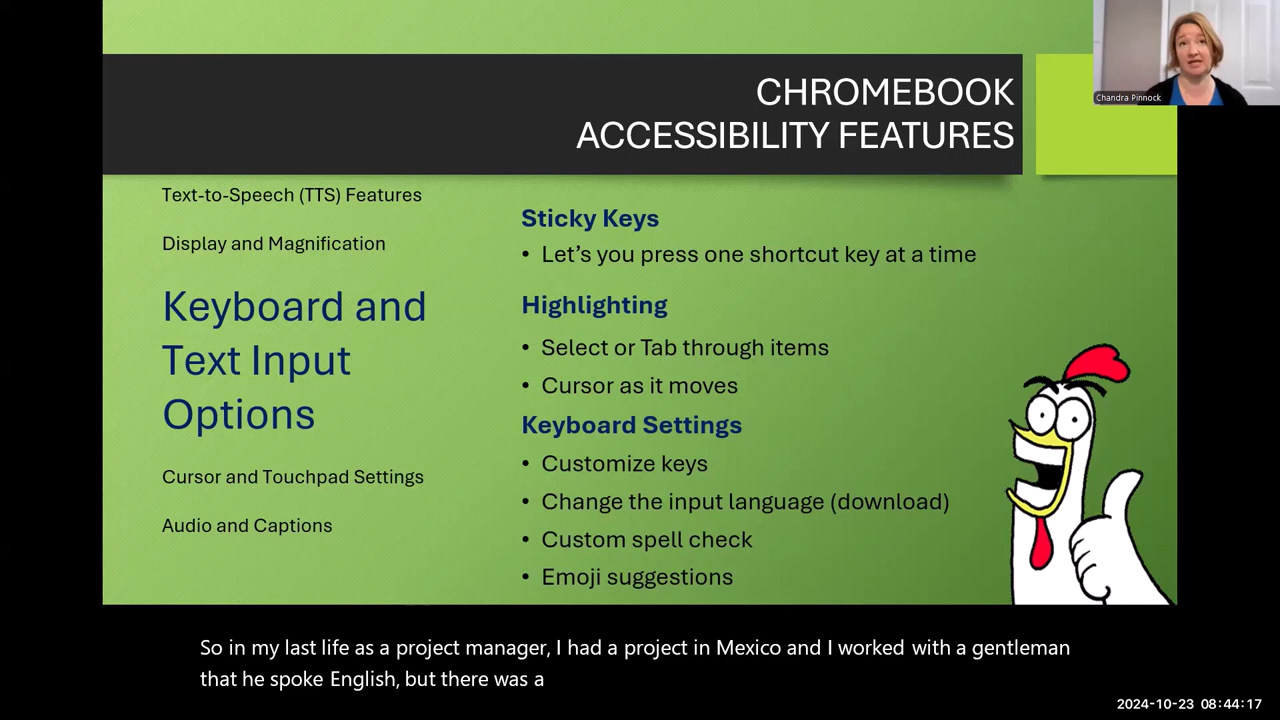 CHROMEBOOK
ACCESSIBILITY FEATURES
Chandra Pinnock
Text-to-Speech (TTS) Features
Display and Magnification
Keyboard and
Text Input
Options
Cursor and Touchpad Settings
Audio and Captions
Sticky Keys
• Let’s you press one shortcut key at a time
Highlighting
• Select or Tab through items
• Cursor as it moves
Keyboard Settings
• Customize keys
• Change the input language (download)
• Custom spell check
• Emoji suggestions
So in my last life as a project manager, I had a project in Mexico and I worked with a gentleman
that he spoke English, but there was a
2024-10-23 08:44:17